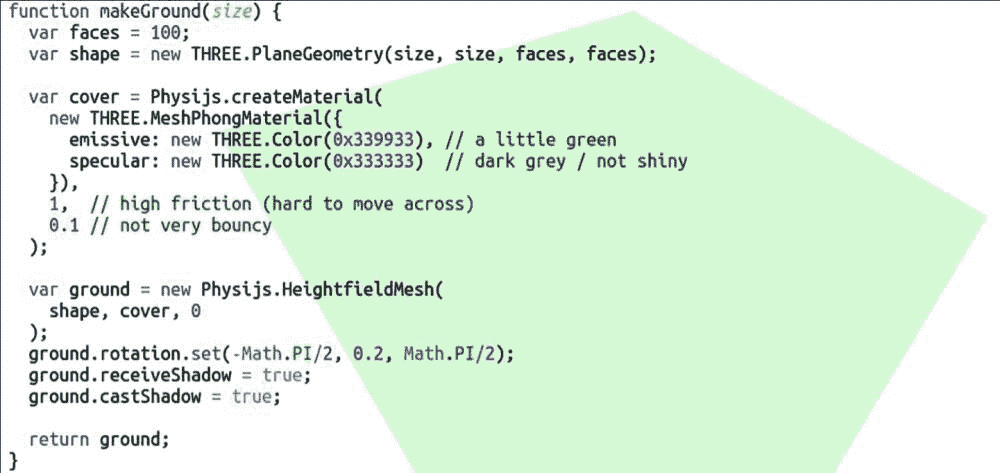 function makeGround(size) {
  var faces = 100;
  var shape = new THREE.PlaneGeometry(size, size, faces, faces);

  var cover = Physijs.createMaterial(
    new THREE.MeshPhongMaterial({
      emissive: new THREE.Color(0x339933), // a little green
      specular: new THREE.Color(0x333333)  // dark grey / not shiny
    }),
    1,  // high friction (hard to move across)
    0.1 // not very bouncy
  );

  var ground = new Physijs.HeightfieldMesh(
    shape, cover, 0
  );
  ground.rotation.set(-Math.PI/2, 0.2, Math.PI/2);
  ground.receiveShadow = true;
  ground.castShadow = true;

  return ground;
}